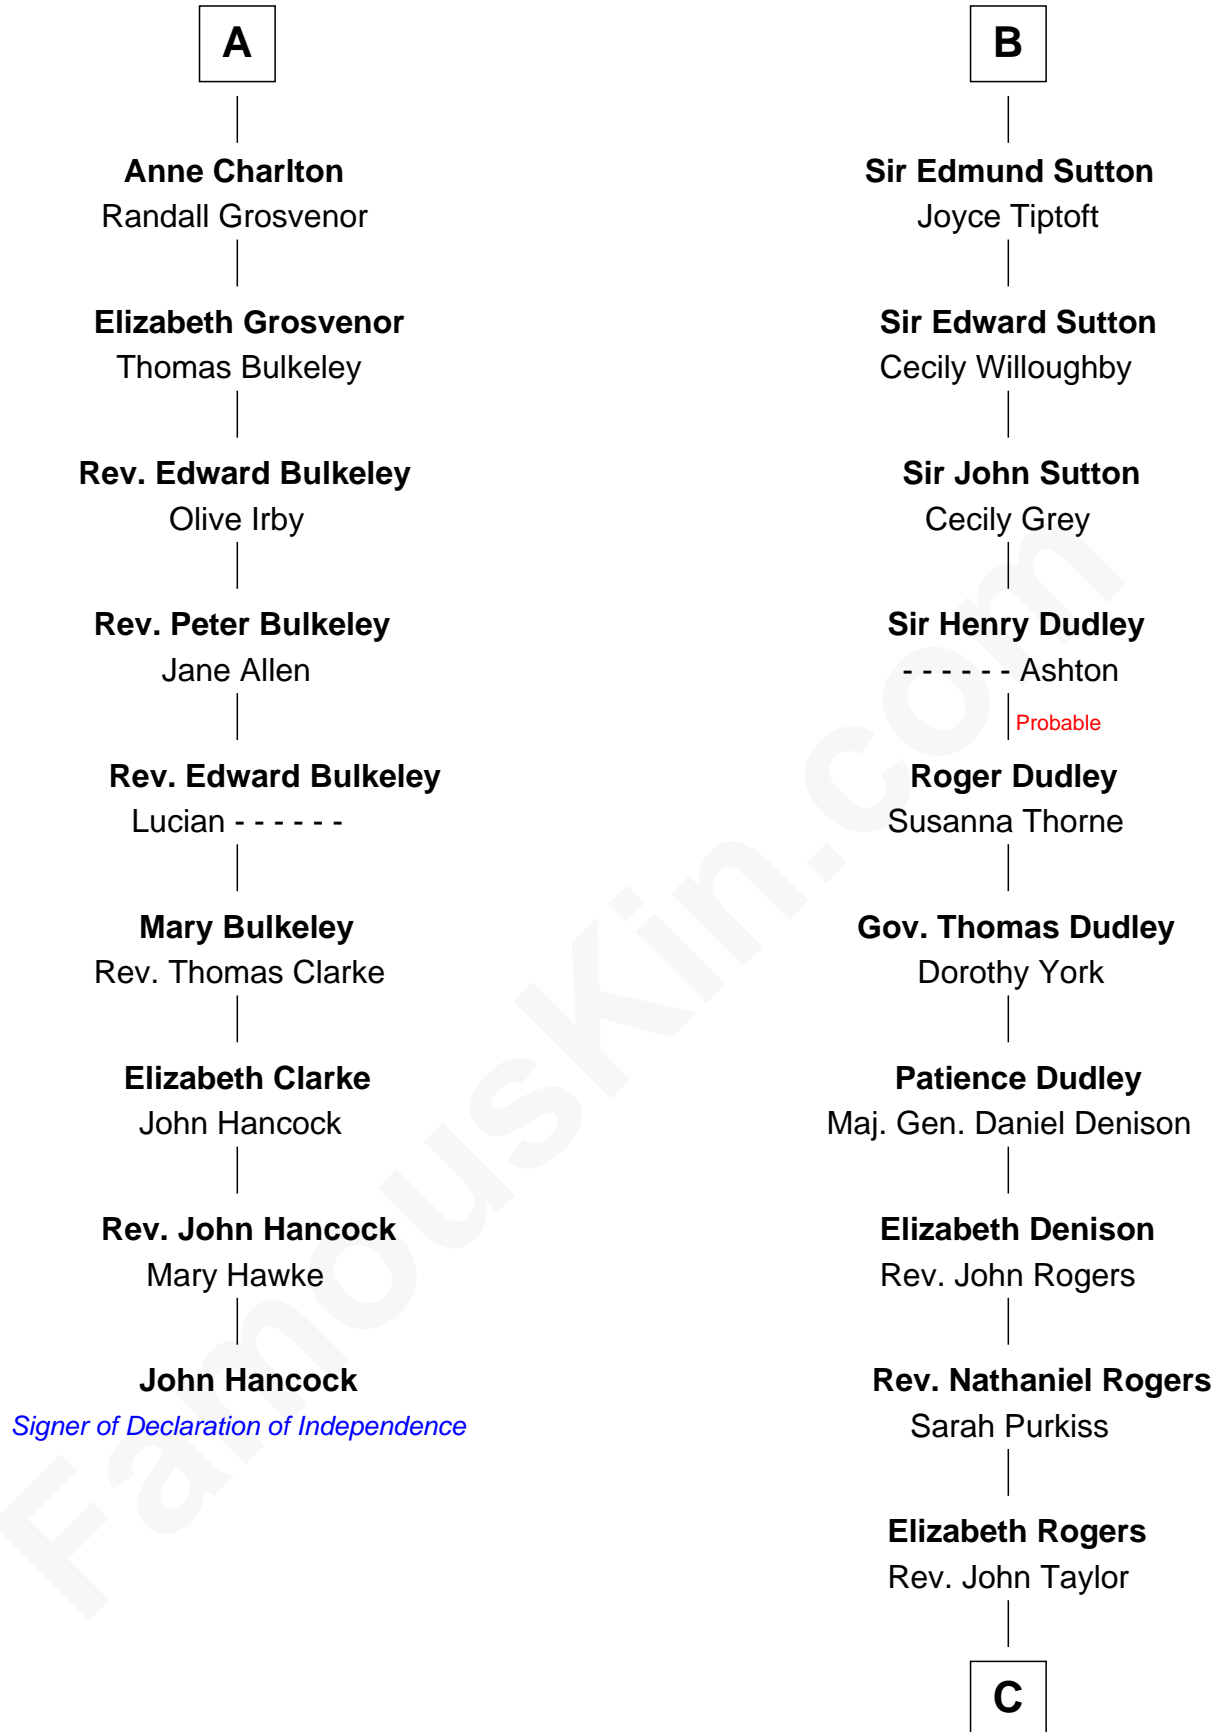 A
Anne Charlton
Randall Grosvenor
Elizabeth Grosvenor
Thomas Bulkeley
Rev. Edward Bulkeley
Olive Irby
Rev. Peter Bulkeley
Jane Allen
Rev. Edward Bulkeley
Lucian - - - - - -
Mary Bulkeley
Rev. Thomas Clarke
Elizabeth Clarke
John Hancock
Rev. John Hancock
Mary Hawke
John Hancock
Signer of Declaration of Independence
B
Sir Edmund Sutton
Joyce Tiptoft
Sir Edward Sutton
Cecily Willoughby
Sir John Sutton
Cecily Grey
Sir Henry Dudley
- - - - - - Ashton
Probable
Roger Dudley
Susanna Thorne
Gov. Thomas Dudley
Dorothy York
Patience Dudley
Maj. Gen. Daniel Denison
Elizabeth Denison
Rev. John Rogers
Rev. Nathaniel Rogers
Sarah Purkiss
Elizabeth Rogers
Rev. John Taylor
C
FamousKin.com